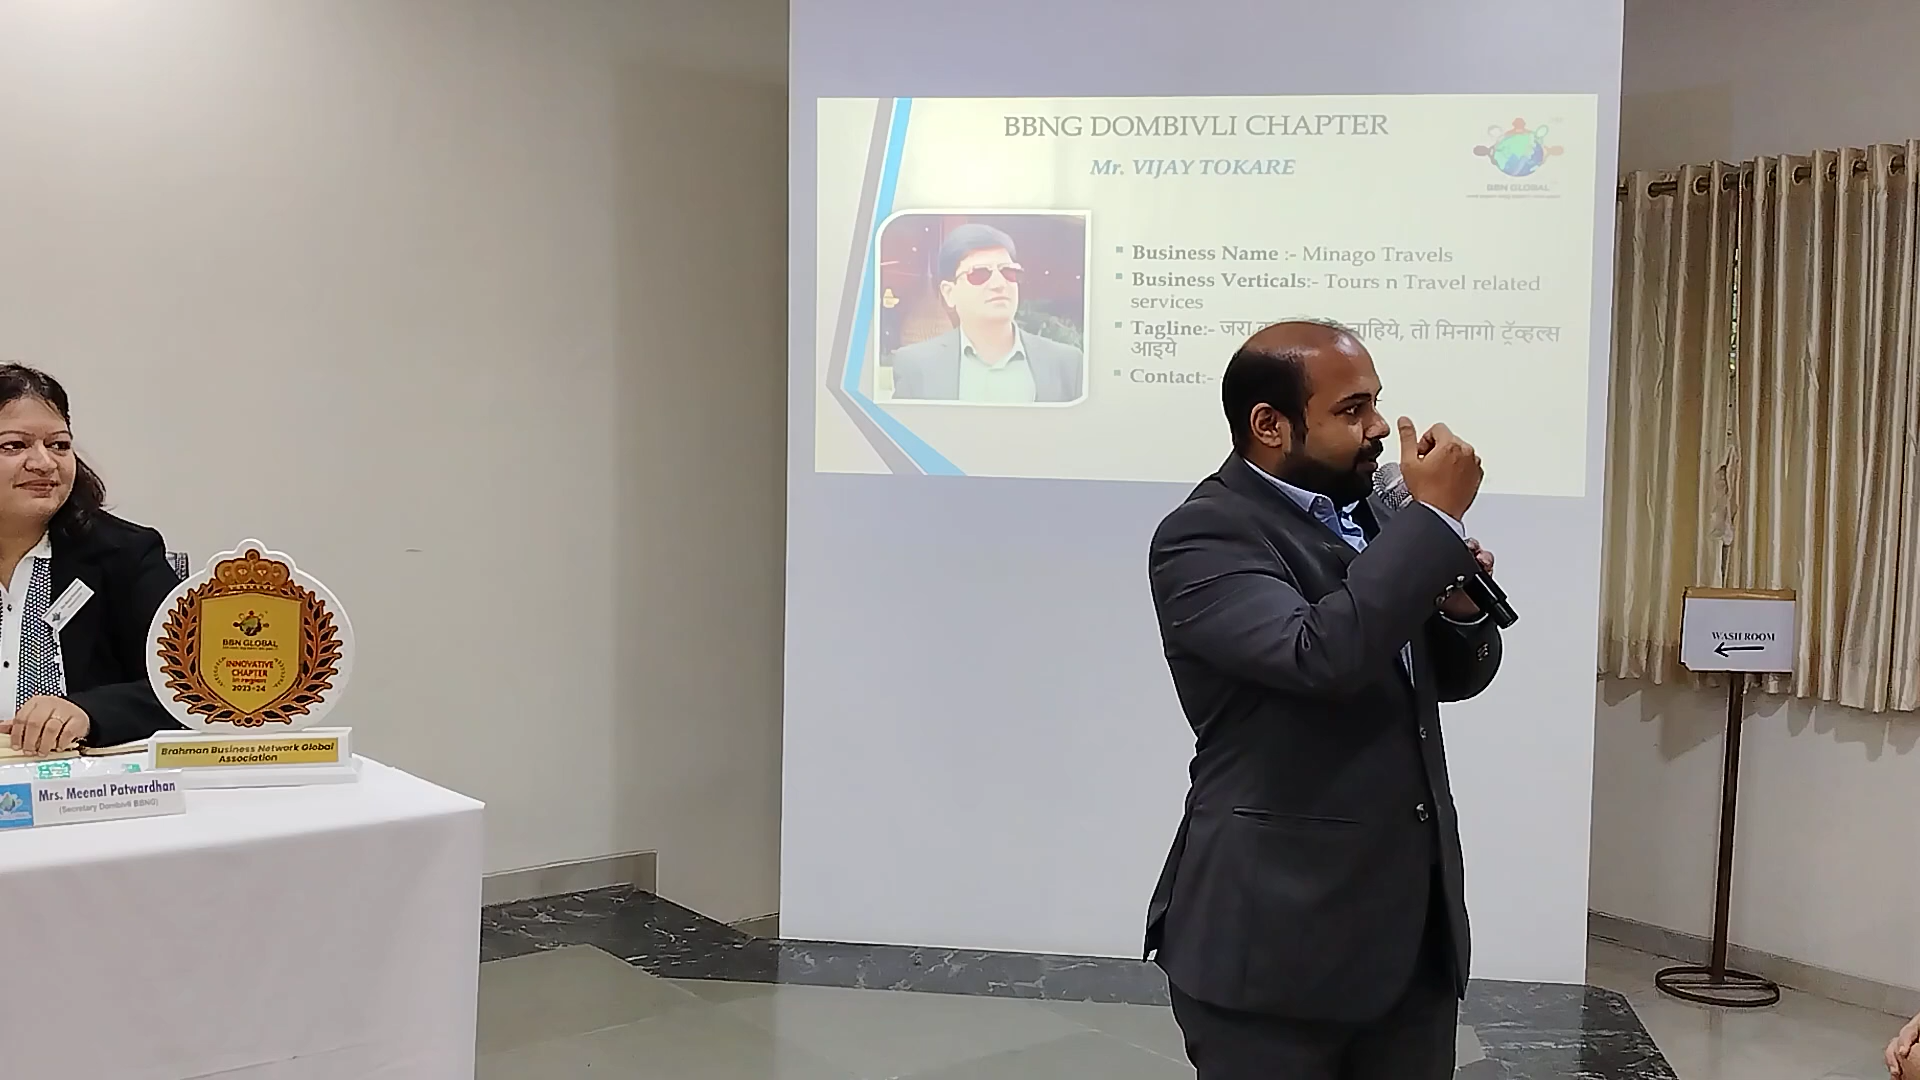 BBNG DOMBIVLI CHAPTER
Mr. VIJAY TOKARE
BBN GLOBAL
Business Name :- Minago Travels
Business Verticals:- Tours n Travel related
services
Tagline:- जरा, तो मिनागो ट्रॅव्हल्स
आइये
Contact:-
WASH ROOM
BBN GLOBAL
INNOVATIVE
CHAPTER
in region
2023-24
Brahman Business Network Global
Association
Mrs. Meenal Patwardhan
(Secretary Dombivli BBNG)